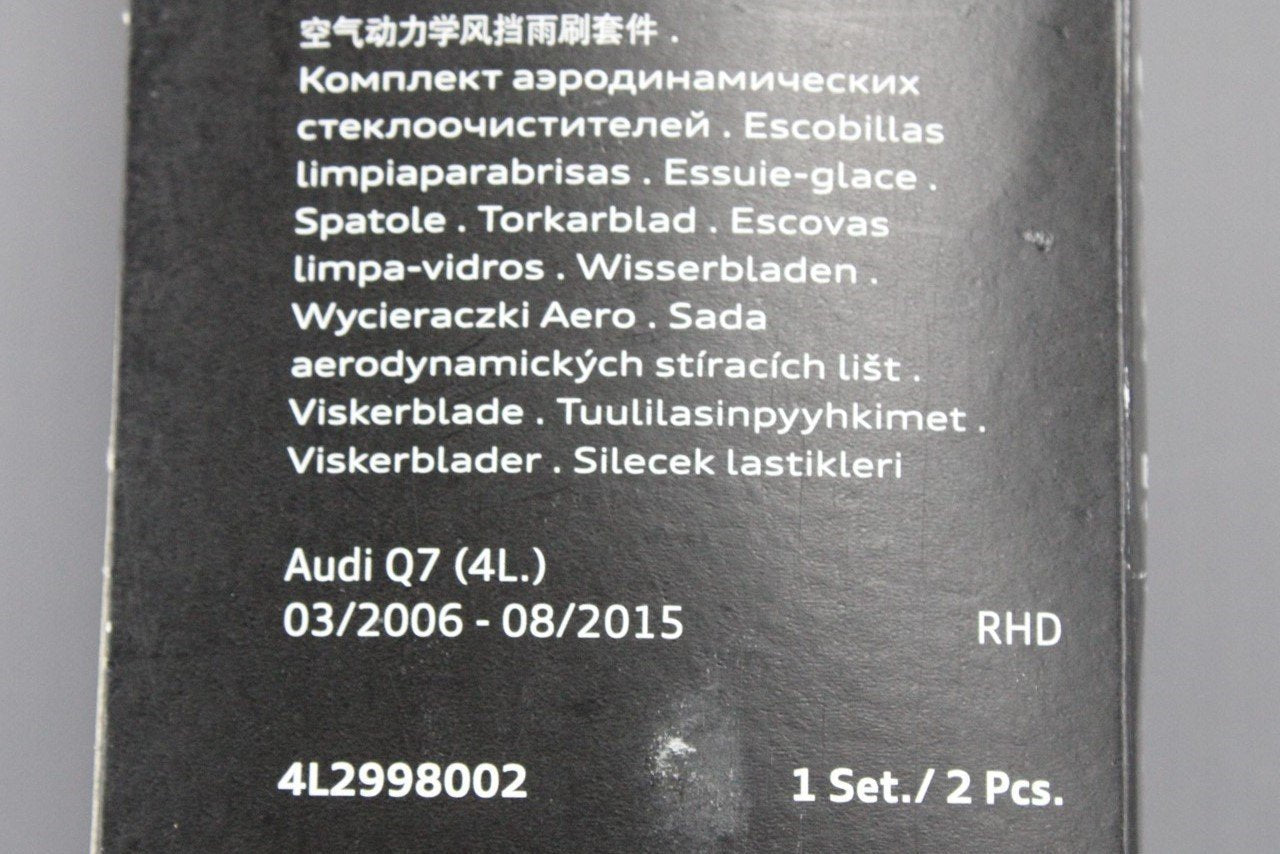 空气动力学风挡雨刷套件 .
Комплект аэродинамических
стеклоочистителей . Escobillas
limpiaparabrisas . Essuie-glace .
Spatole . Torkarblad . Escovas
limpa-vidros . Wisserbladen .
Wycieraczki Aero . Sada
aerodynamických stíracích lišt .
Viskerblade . Tuulilasinpyyhkimet .
Viskerblader . Silecek lastikleri
Audi Q7 (4L.)
03/2006 - 08/2015 RHD
4L2998002 1 Set./ 2 Pcs.